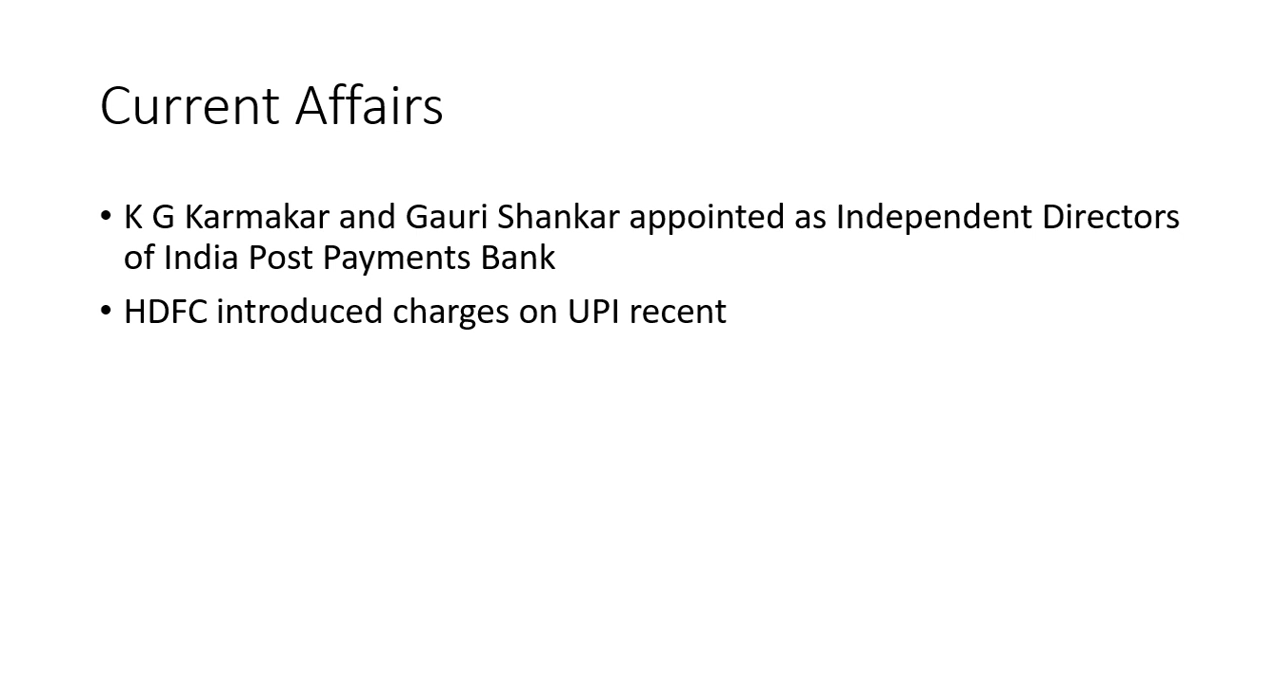 Current Affairs
• K G Karmakar and Gauri Shankar appointed as Independent Directors
of India Post Payments Bank
• HDFC introduced charges on UPI recent